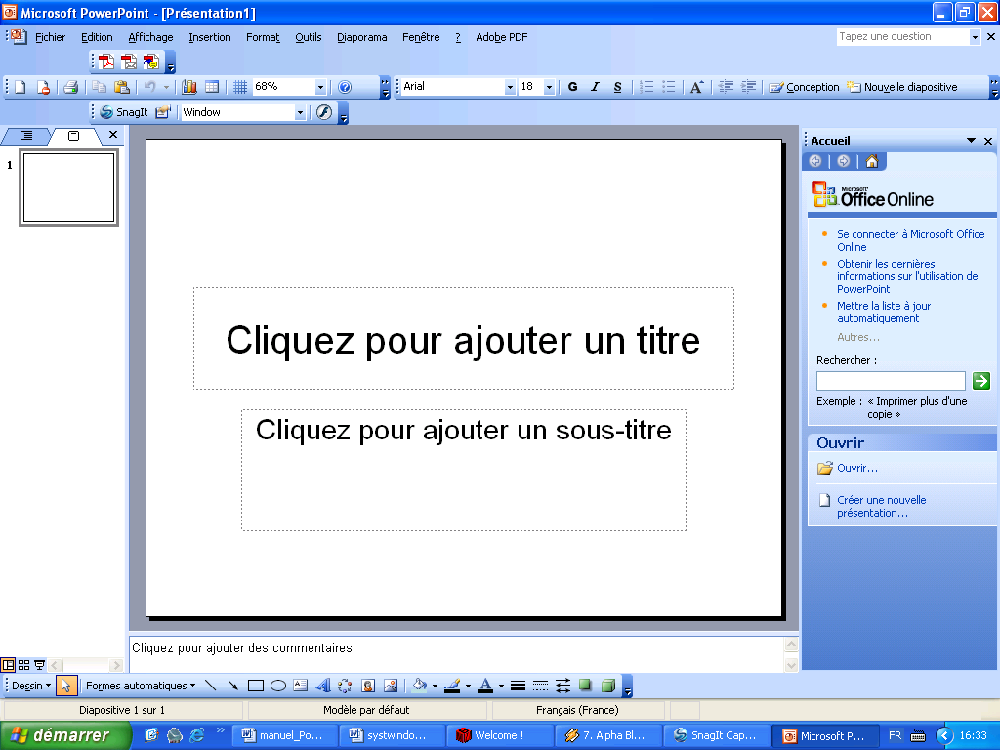 Microsoft PowerPoint - [Présentation1]
Fichier Edition Affichage Insertion Format Outils Diaporama Fenêtre ? Adobe PDF Tapez une question
68% Arial 18 G I S Conception Nouvelle diapositive
SnagIt Window
1
Cliquez pour ajouter un titre
Cliquez pour ajouter un sous-titre
Cliquez pour ajouter des commentaires
Accueil
Microsoft
Office Online
Se connecter à Microsoft Office
Online
Obtenir les dernières
informations sur l'utilisation de
PowerPoint
Mettre la liste à jour
automatiquement
Autres...
Rechercher :
Exemple : « Imprimer plus d'une
copie »
Ouvrir
Ouvrir...
Créer une nouvelle
présentation...
Dessin Formes automatiques
Diapositive 1 sur 1 Modèle par défaut Français (France)
démarrer manuel_Po... systwindo... Welcome ! 7. Alpha Bl... SnagIt Cap... Microsoft P... FR 16:33